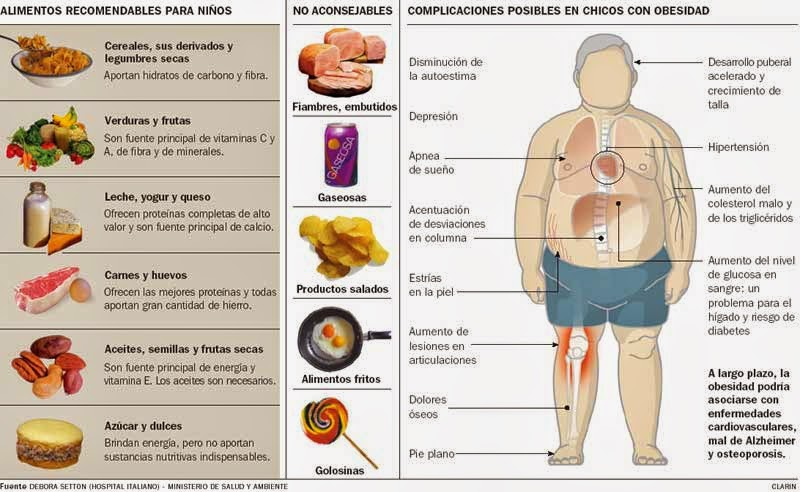 ALIMENTOS RECOMENDABLES PARA NIÑOS
Cereales, sus derivados y
legumbres secas
Aportan hidratos de carbono y fibra.
Verduras y frutas
Son fuente principal de vitaminas C y
A, de fibra y de minerales.
Leche, yogur y queso
Ofrecen proteínas completas de alto
valor y son fuente principal de calcio.
Carnes y huevos
Ofrecen las mejores proteínas y todas
aportan gran cantidad de hierro.
Aceites, semillas y frutas secas
Son fuente principal de energía y
vitamina E. Los aceites son necesarios.
Azúcar y dulces
Brindan energía, pero no aportan
sustancias nutritivas indispensables.
NO ACONSEJABLES
Fiambres, embutidos
GASEOSA
Gaseosas
Productos salados
Alimentos fritos
Golosinas
COMPLICACIONES POSIBLES EN CHICOS CON OBESIDAD
Disminución de
la autoestima
Depresión
Apnea
de sueño
Acentuación de
desviaciones
en columna
Estrías
en la piel
Aumento de
lesiones en
articulaciones
Dolores
óseos
Pie plano
Desarrollo puberal
acelerado y
crecimiento de
talla
Hipertensión
Aumento del
colesterol malo y
de los triglicéridos
Aumento del nivel
de glucosa en
sangre: un
problema para el
hígado y riesgo de
diabetes
A largo plazo, la
obesidad podría
asociarse con
enfermedades
cardiovasculares,
mal de Alzheimer
y osteoporosis.
Fuente DEBORA SETTON (HOSPITAL ITALIANO) - MINISTERIO DE SALUD Y AMBIENTE
CLARIN